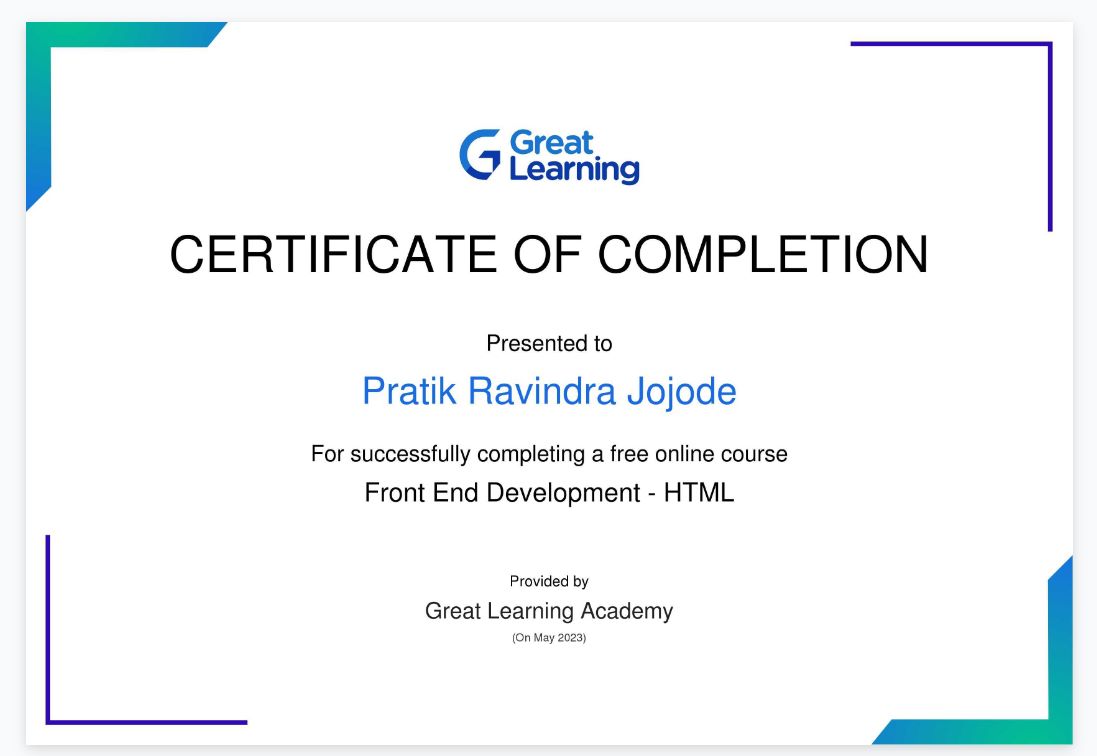 Great
Learning
CERTIFICATE OF COMPLETION
Presented to
Pratik Ravindra Jojode
For successfully completing a free online course
Front End Development - HTML
Provided by
Great Learning Academy
(On May 2023)